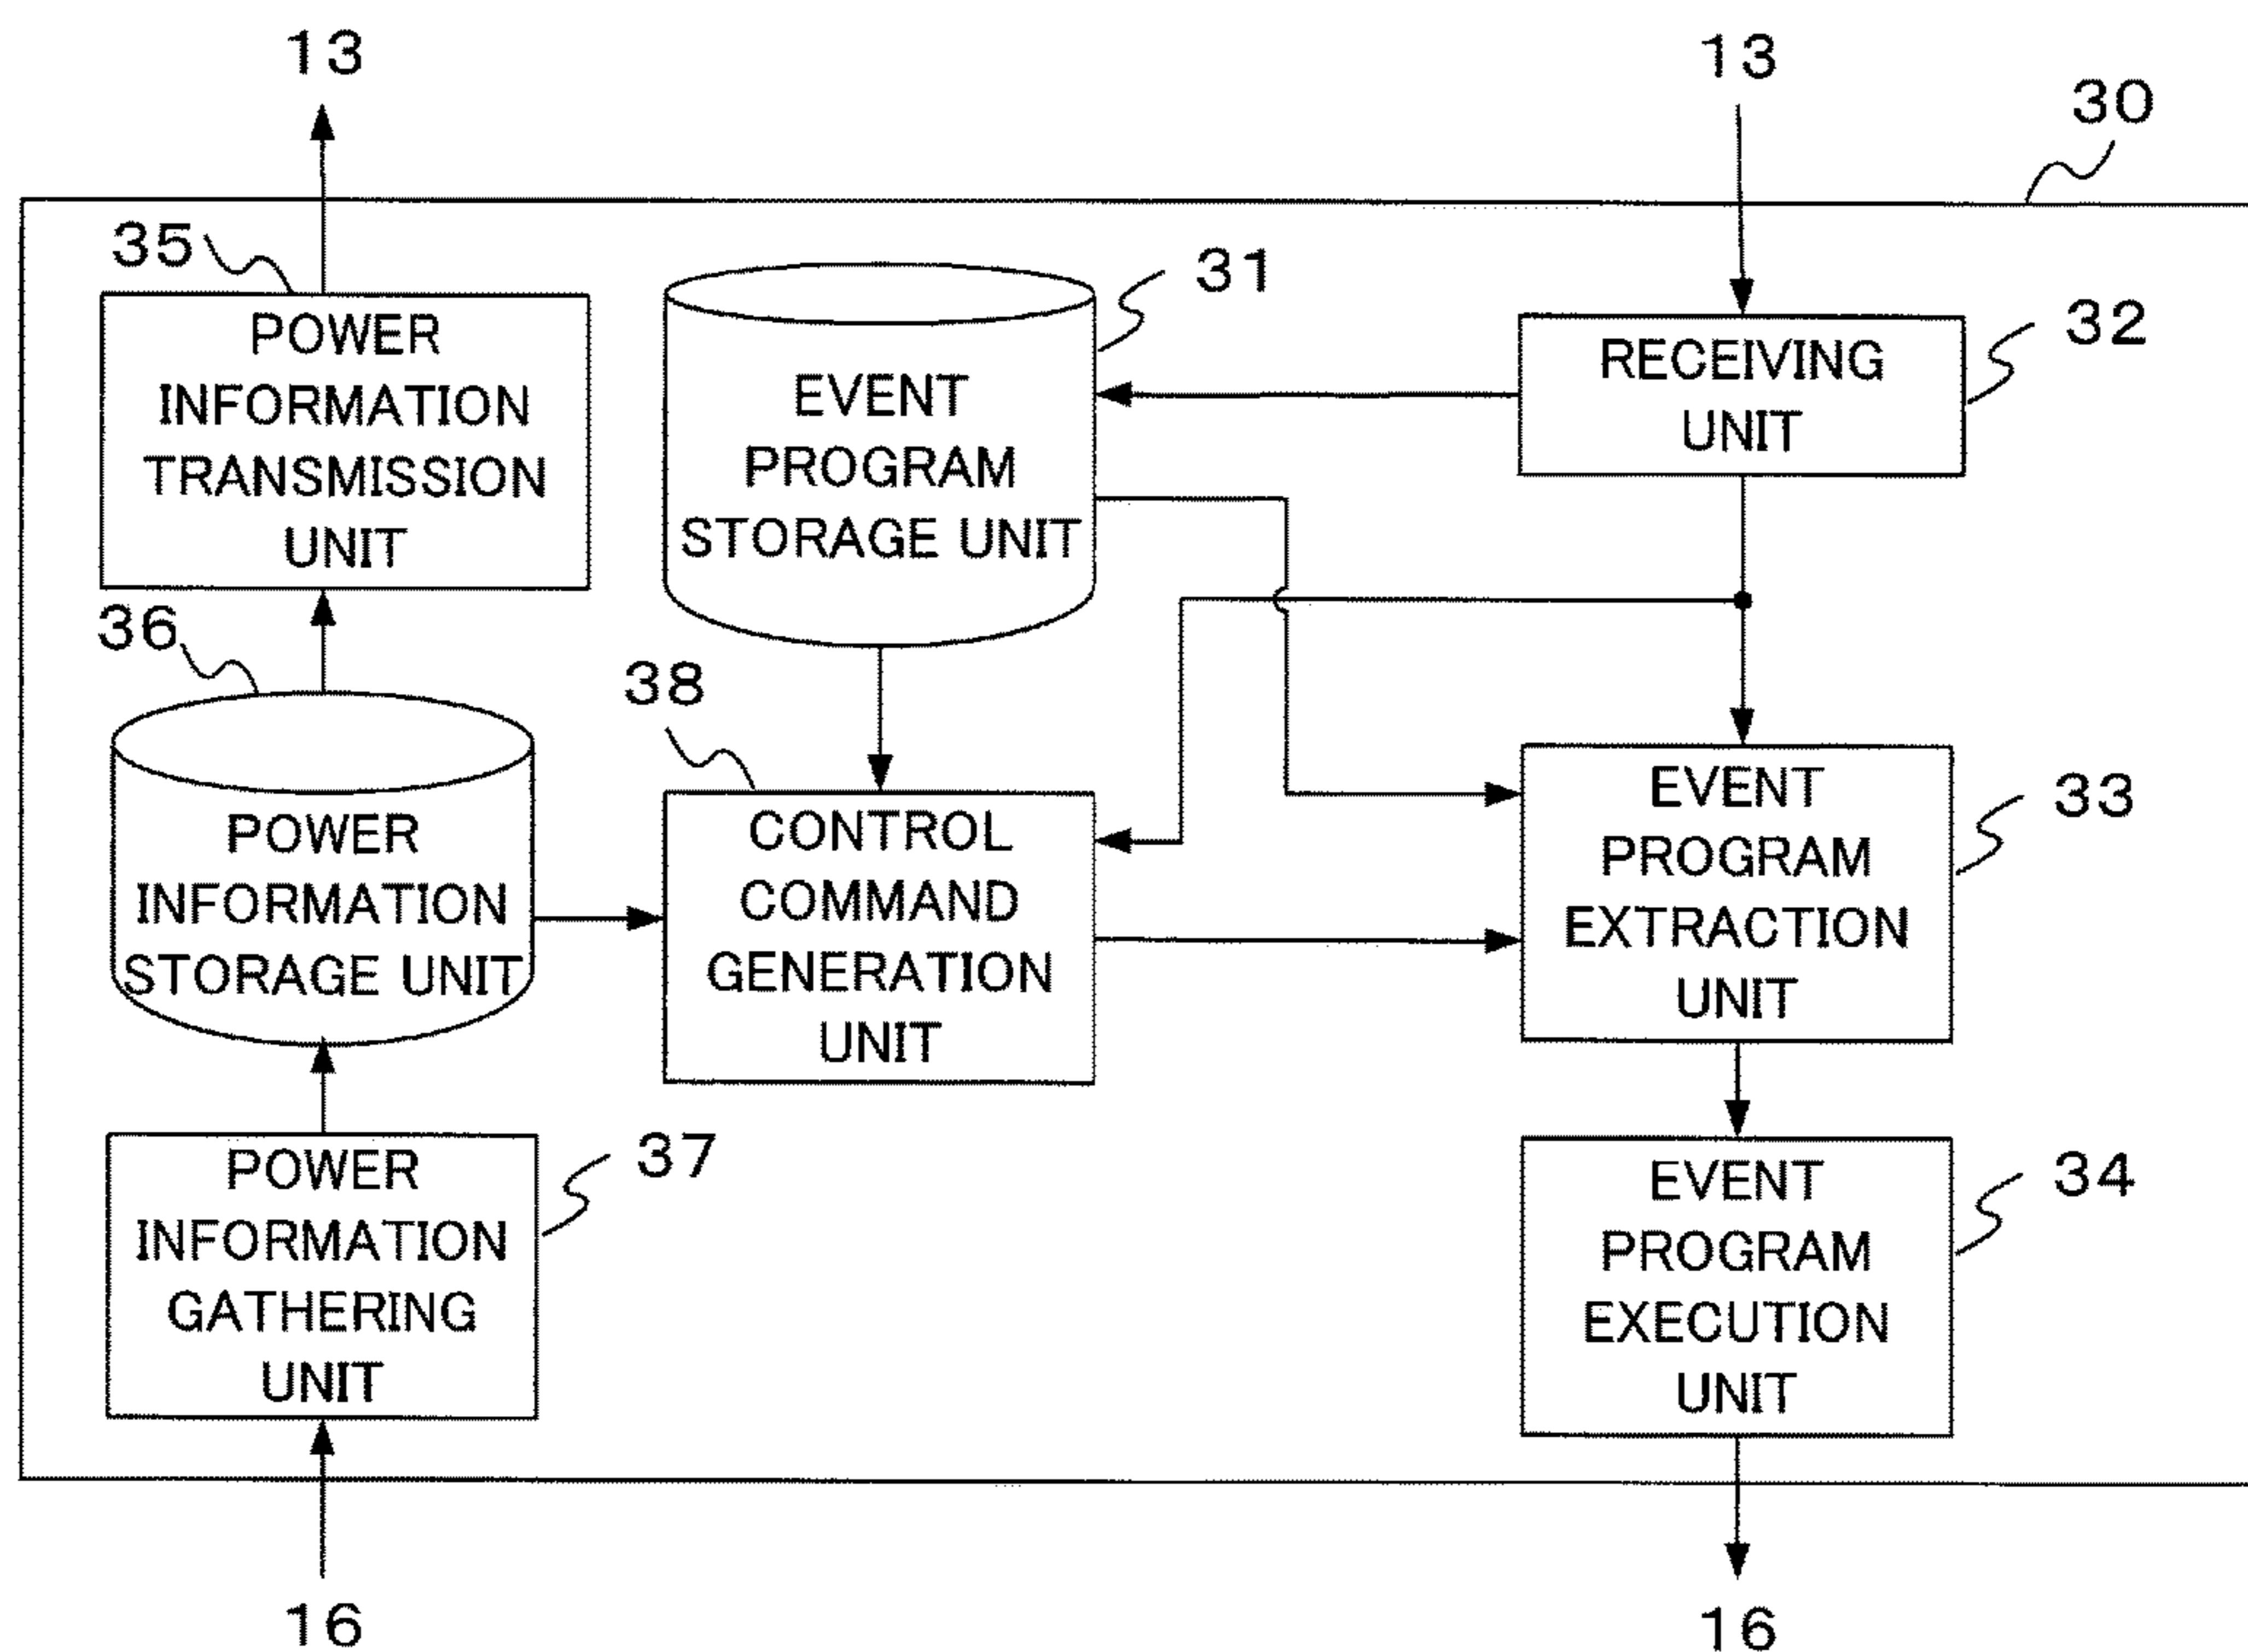 13
13
30
35
POWER
INFORMATION
TRANSMISSION
UNIT
31
EVENT
PROGRAM
STORAGE UNIT
32
RECEIVING
UNIT
36
POWER
INFORMATION
STORAGE UNIT
38
CONTROL
COMMAND
GENERATION
UNIT
33
EVENT
PROGRAM
EXTRACTION
UNIT
37
POWER
INFORMATION
GATHERING
UNIT
34
EVENT
PROGRAM
EXECUTION
UNIT
16
16